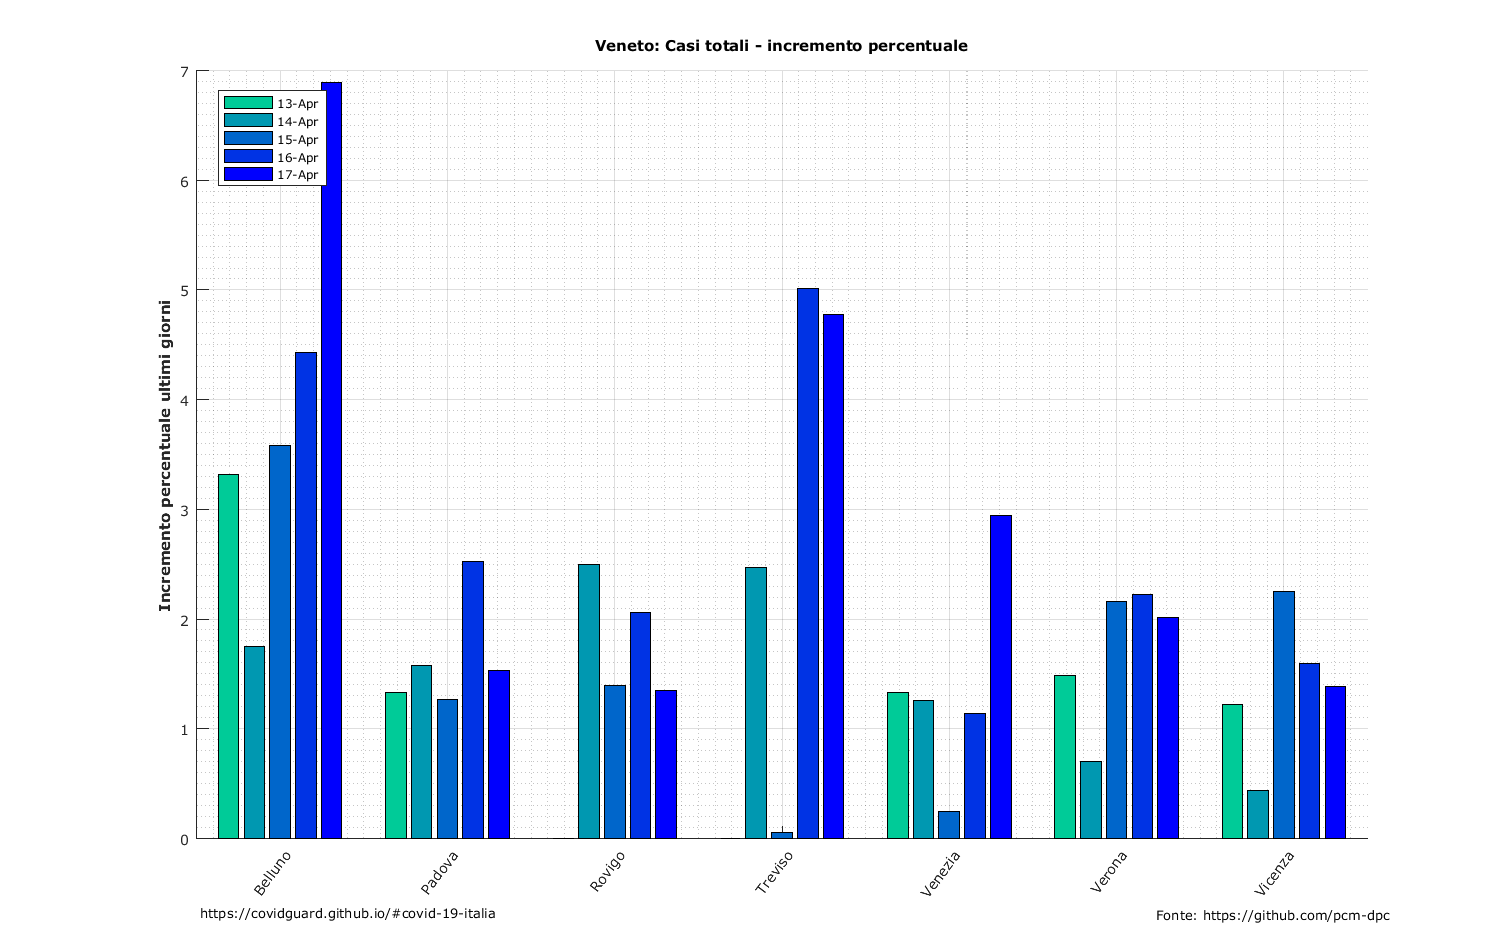 Veneto: Casi totali - incremento percentuale
Incremento percentuale ultimi giorni
7
6
5
4
3
2
1
0
13-Apr
14-Apr
15-Apr
16-Apr
17-Apr
Belluno
Padova
Rovigo
Treviso
Venezia
Verona
Vicenza
https://covidguard.github.io/#covid-19-italia
Fonte: https://github.com/pcm-dpc